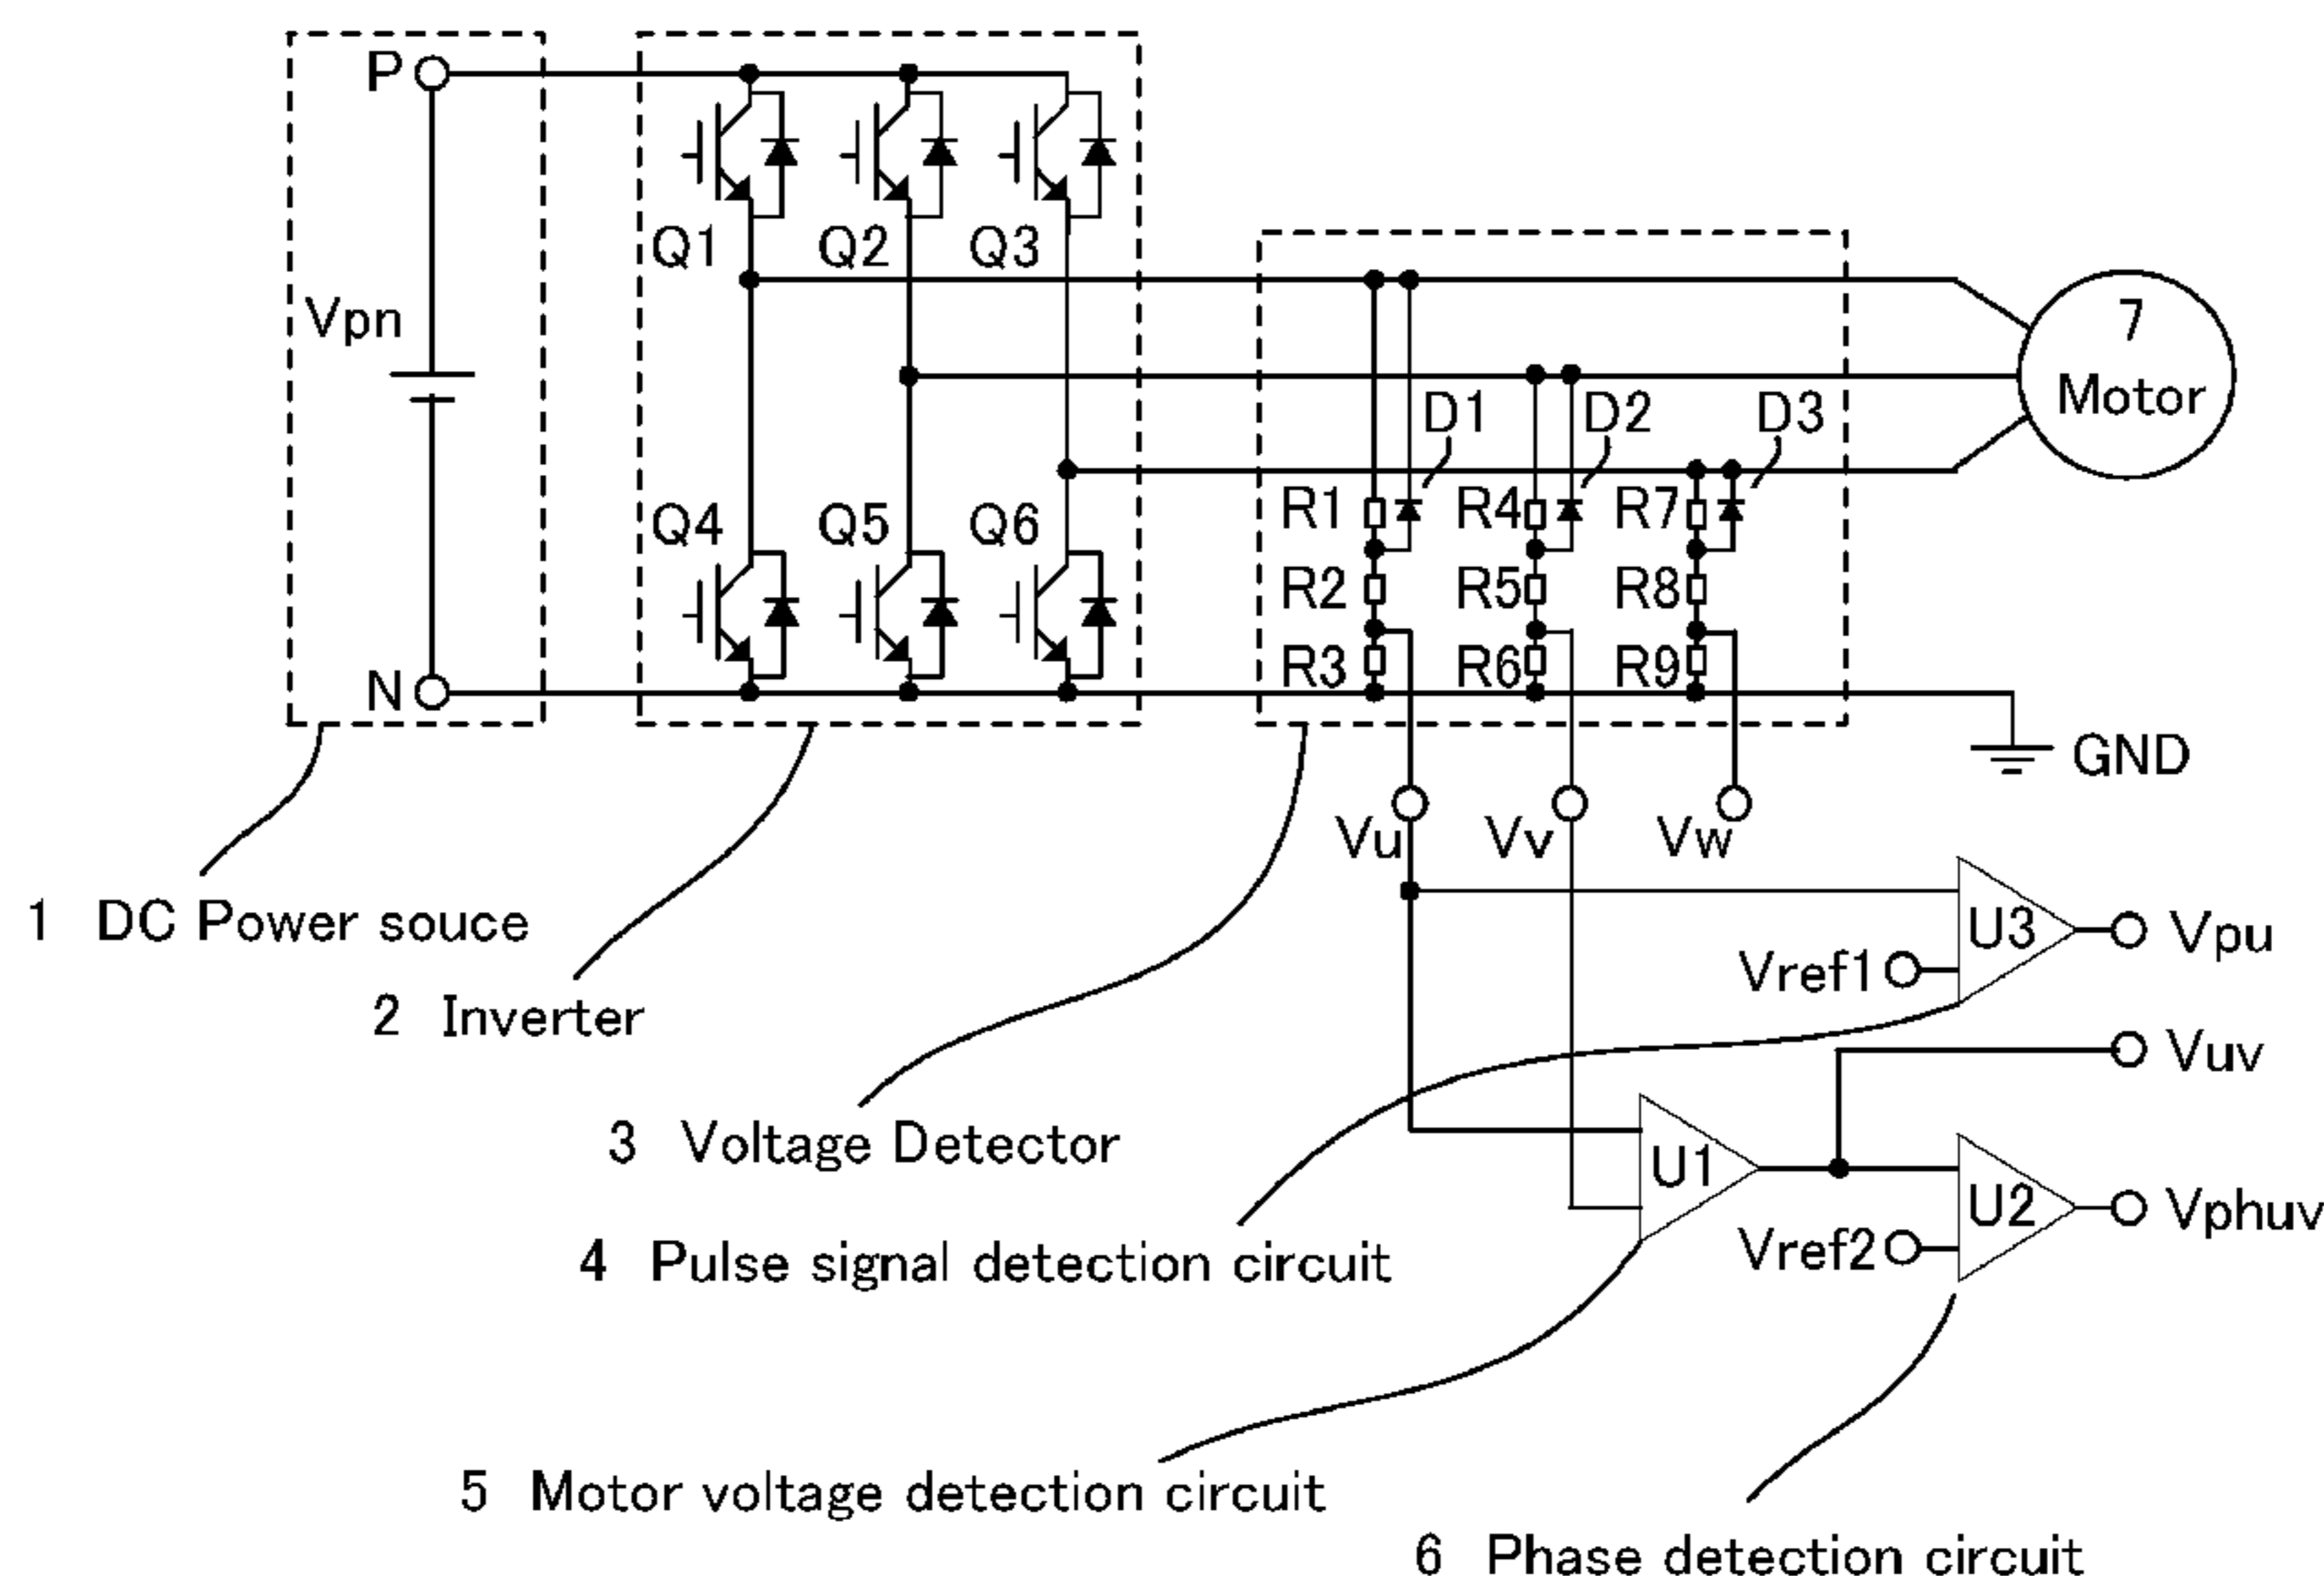 P
Vpn
N
Q1 Q2 Q3
Q4 Q5 Q6
7
Motor
D1 D2 D3
R1 R4 R7
R2 R5 R8
R3 R6 R9
GND
Vu Vv Vw
1 DC Power souce
2 Inverter
3 Voltage Detector
U3
Vpu
Vref1
Vuv
U1
U2
Vphuv
Vref2
4 Pulse signal detection circuit
5 Motor voltage detection circuit
6 Phase detection circuit